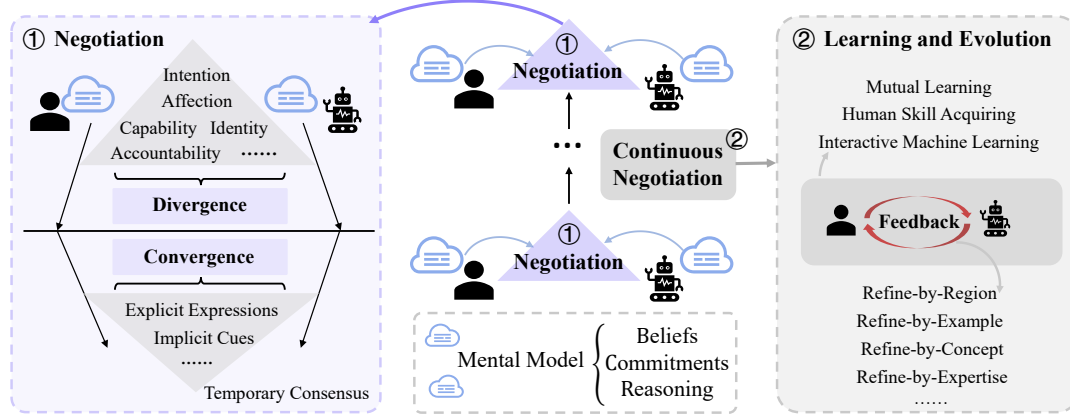 ① Negotiation
Intention
Affection
Capability Identity
Accountability ……
Divergence
Convergence
Explicit Expressions
Implicit Cues
……
Temporary Consensus
①
Negotiation
...
Continuous
Negotiation
②
①
Negotiation
Mental Model
Beliefs
Commitments
Reasoning
② Learning and Evolution
Mutual Learning
Human Skill Acquiring
Interactive Machine Learning
Feedback
Refine-by-Region
Refine-by-Example
Refine-by-Concept
Refine-by-Expertise
……